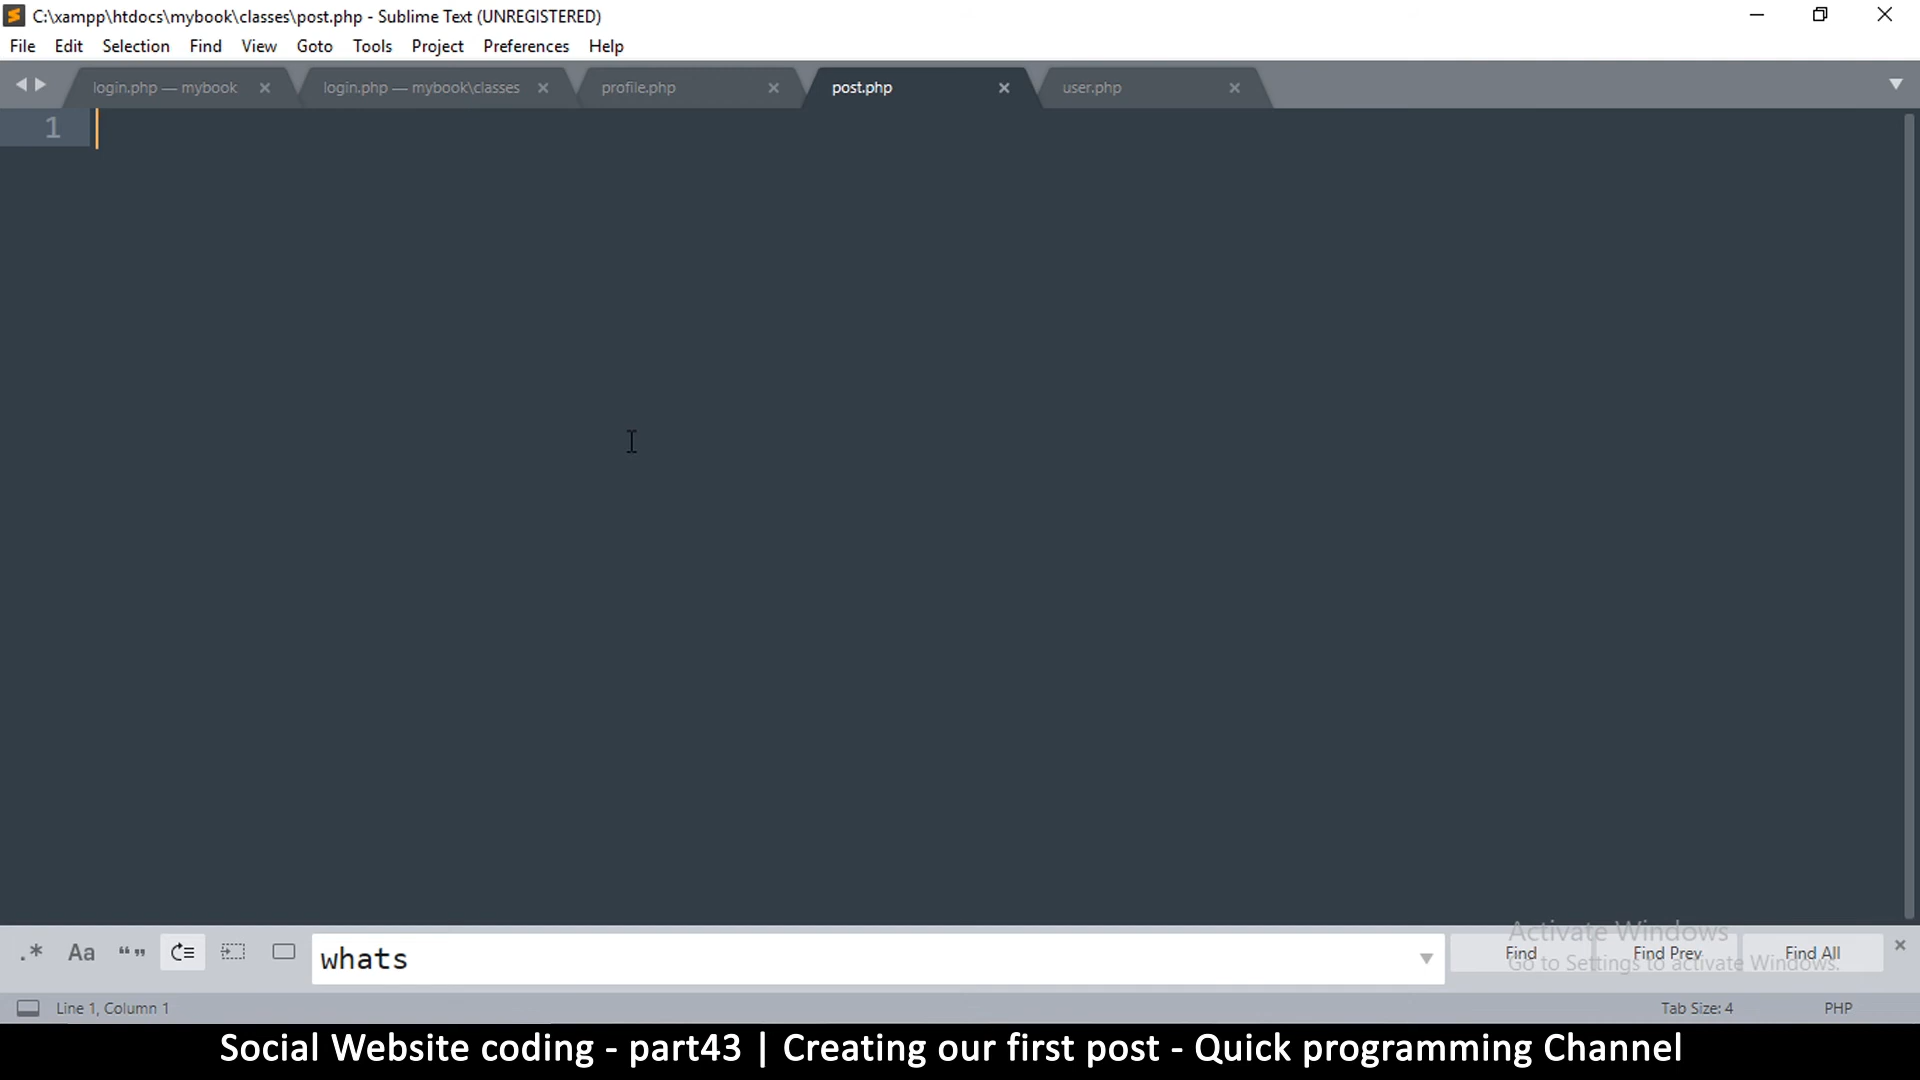 C:\xampp\htdocs\mybook\classes\post.php - Sublime Text (UNREGISTERED)
File Edit Selection Find View Goto Tools Project Preferences Help
login.php — mybook login.php — mybook\classes profile.php post.php user.php
1
.* Aa “ ” whats Find Find Prev Find All
Activate Windows
Go to Settings to activate Windows.
Line 1, Column 1 Tab Size: 4 PHP
Social Website coding - part43 | Creating our first post - Quick programming Channel